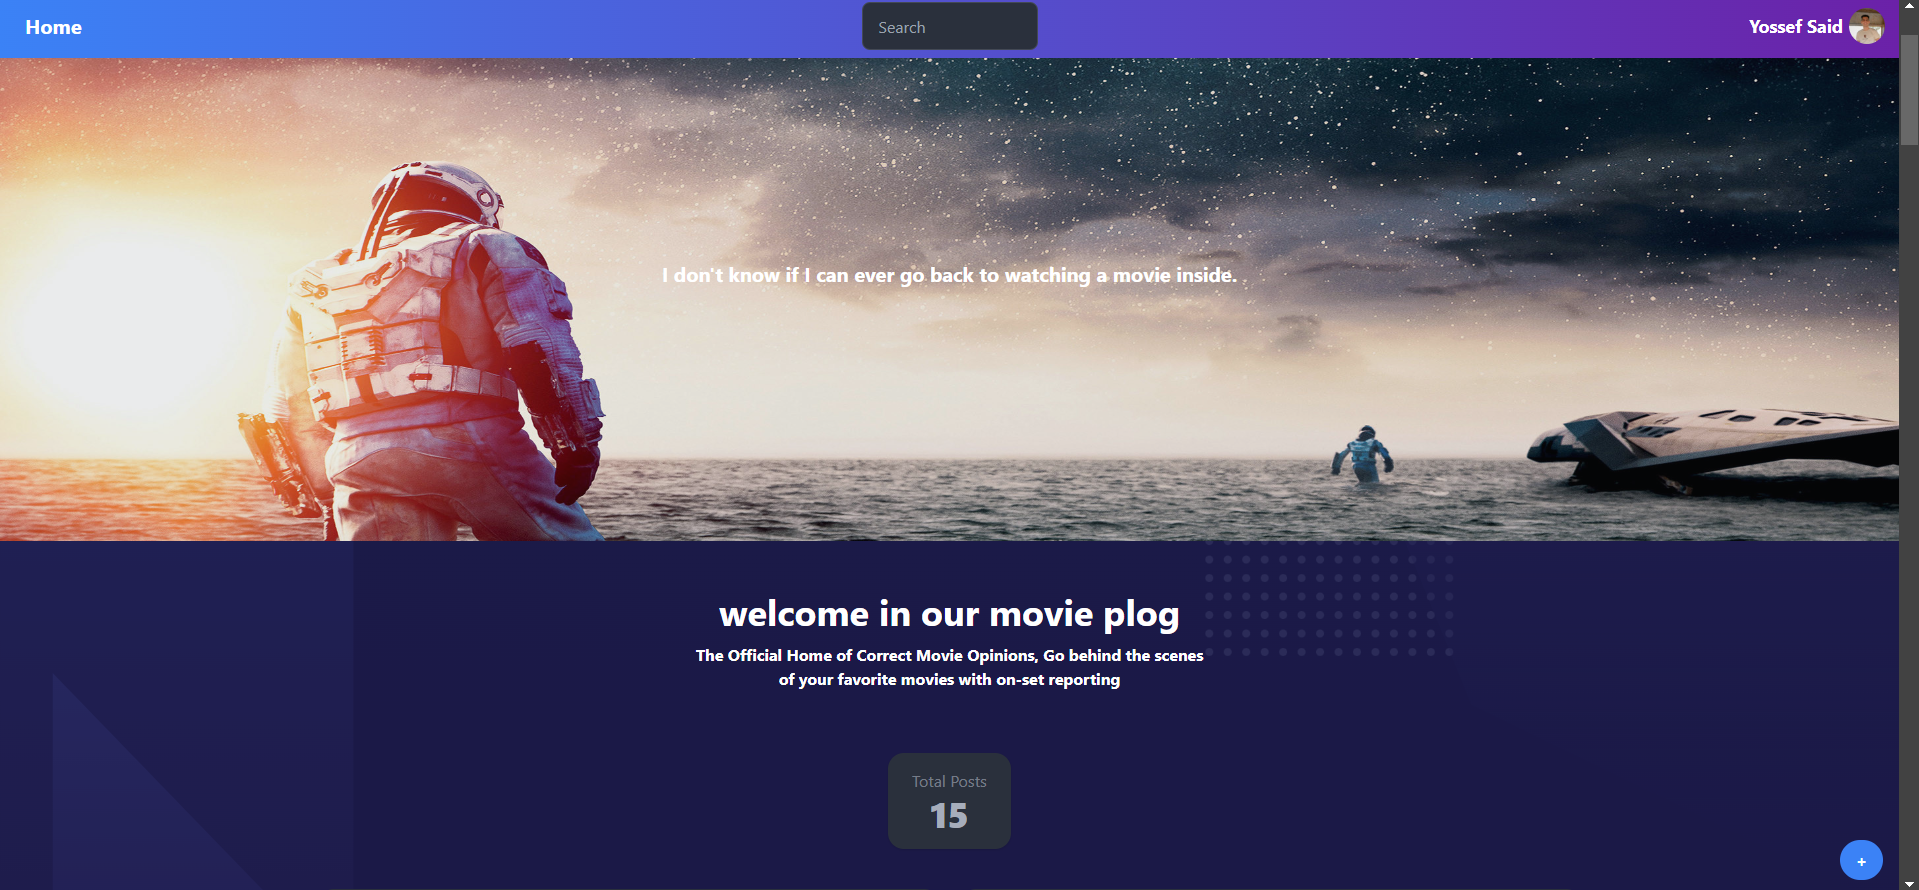 Home
Search
Yossef Said
I don't know if I can ever go back to watching a movie inside.
welcome in our movie plog
The Official Home of Correct Movie Opinions, Go behind the scenes
of your favorite movies with on-set reporting
Total Posts
15
+